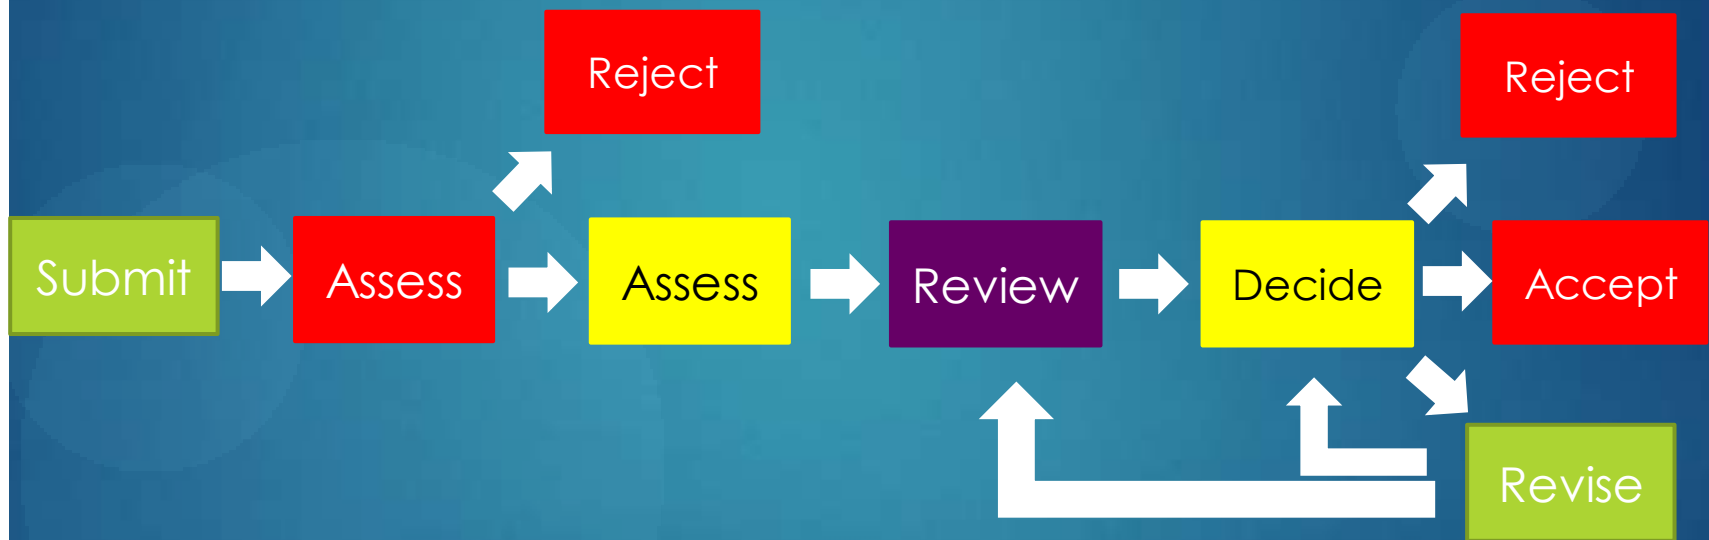 Reject
Reject
Submit
Assess
Assess
Review
Decide
Accept
Revise